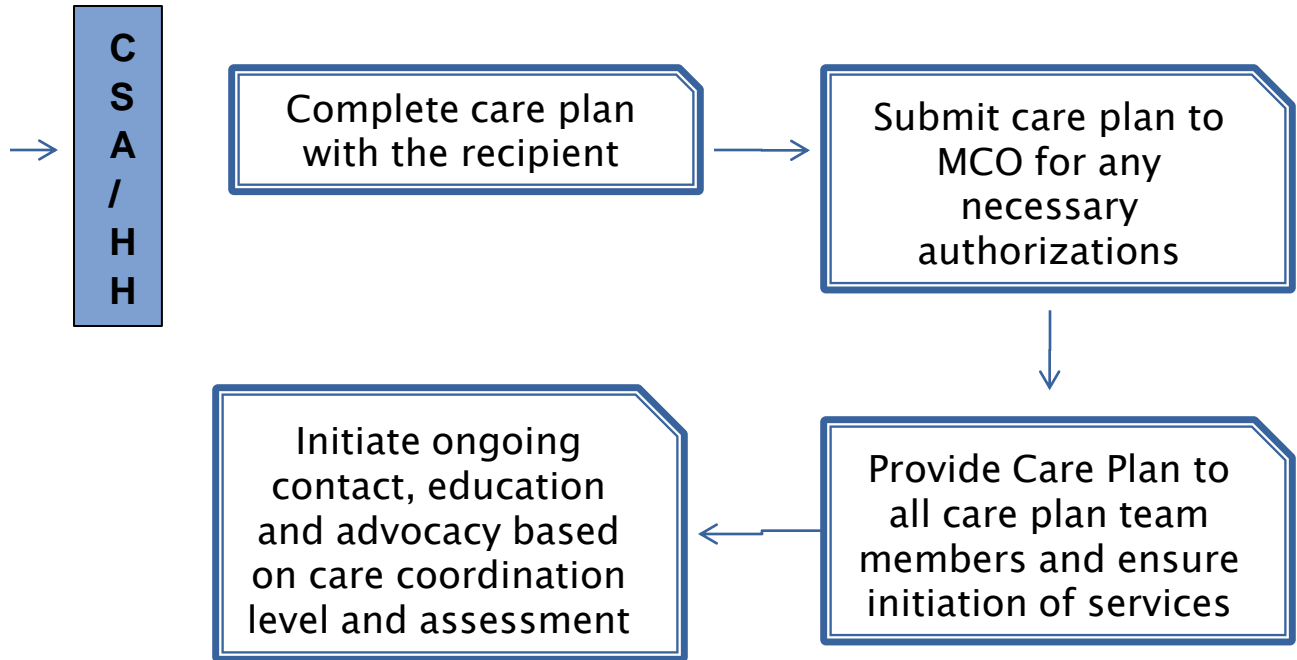 C
S
A
/
H
H
Complete care plan
with the recipient
Submit care plan to
MCO for any
necessary
authorizations
Provide Care Plan to
all care plan team
members and ensure
initiation of services
Initiate ongoing
contact, education
and advocacy based
on care coordination
level and assessment